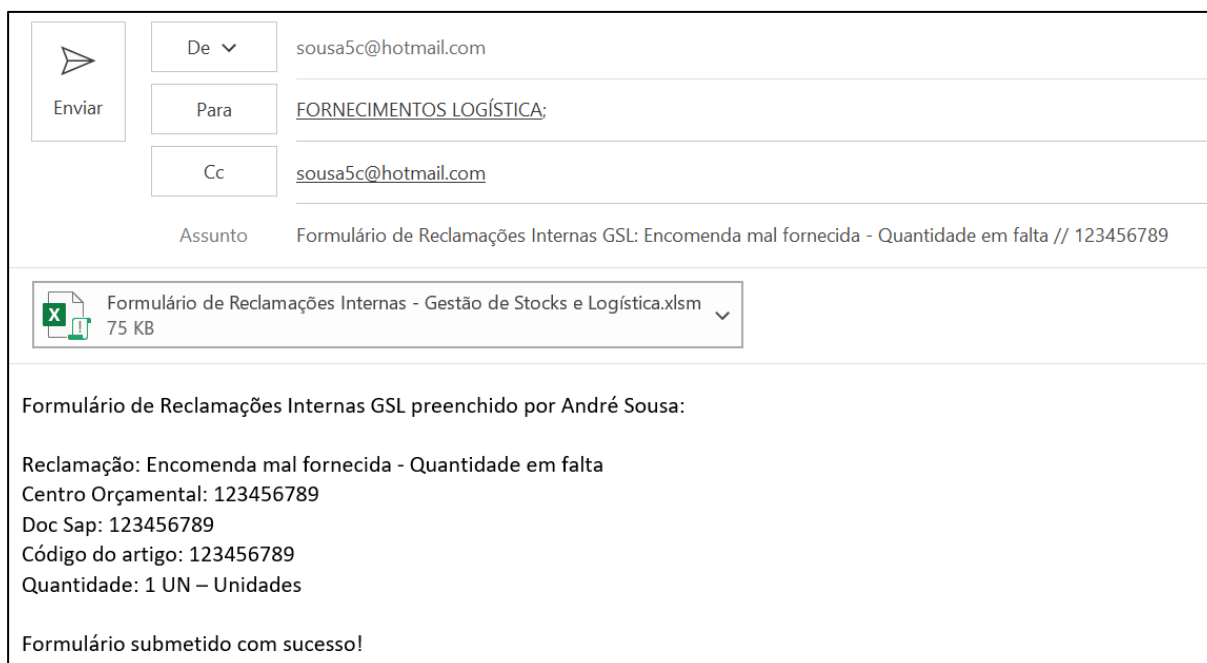 Enviar
De
sousa5c@hotmail.com
Para
FORNECIMENTOS LOGÍSTICA;
Cc
sousa5c@hotmail.com
Assunto
Formulário de Reclamações Internas GSL: Encomenda mal fornecida - Quantidade em falta // 123456789
Formulário de Reclamações Internas - Gestão de Stocks e Logística.xlsm
75 KB
Formulário de Reclamações Internas GSL preenchido por André Sousa:
Reclamação: Encomenda mal fornecida - Quantidade em falta
Centro Orçamental: 123456789
Doc Sap: 123456789
Código do artigo: 123456789
Quantidade: 1 UN – Unidades
Formulário submetido com sucesso!